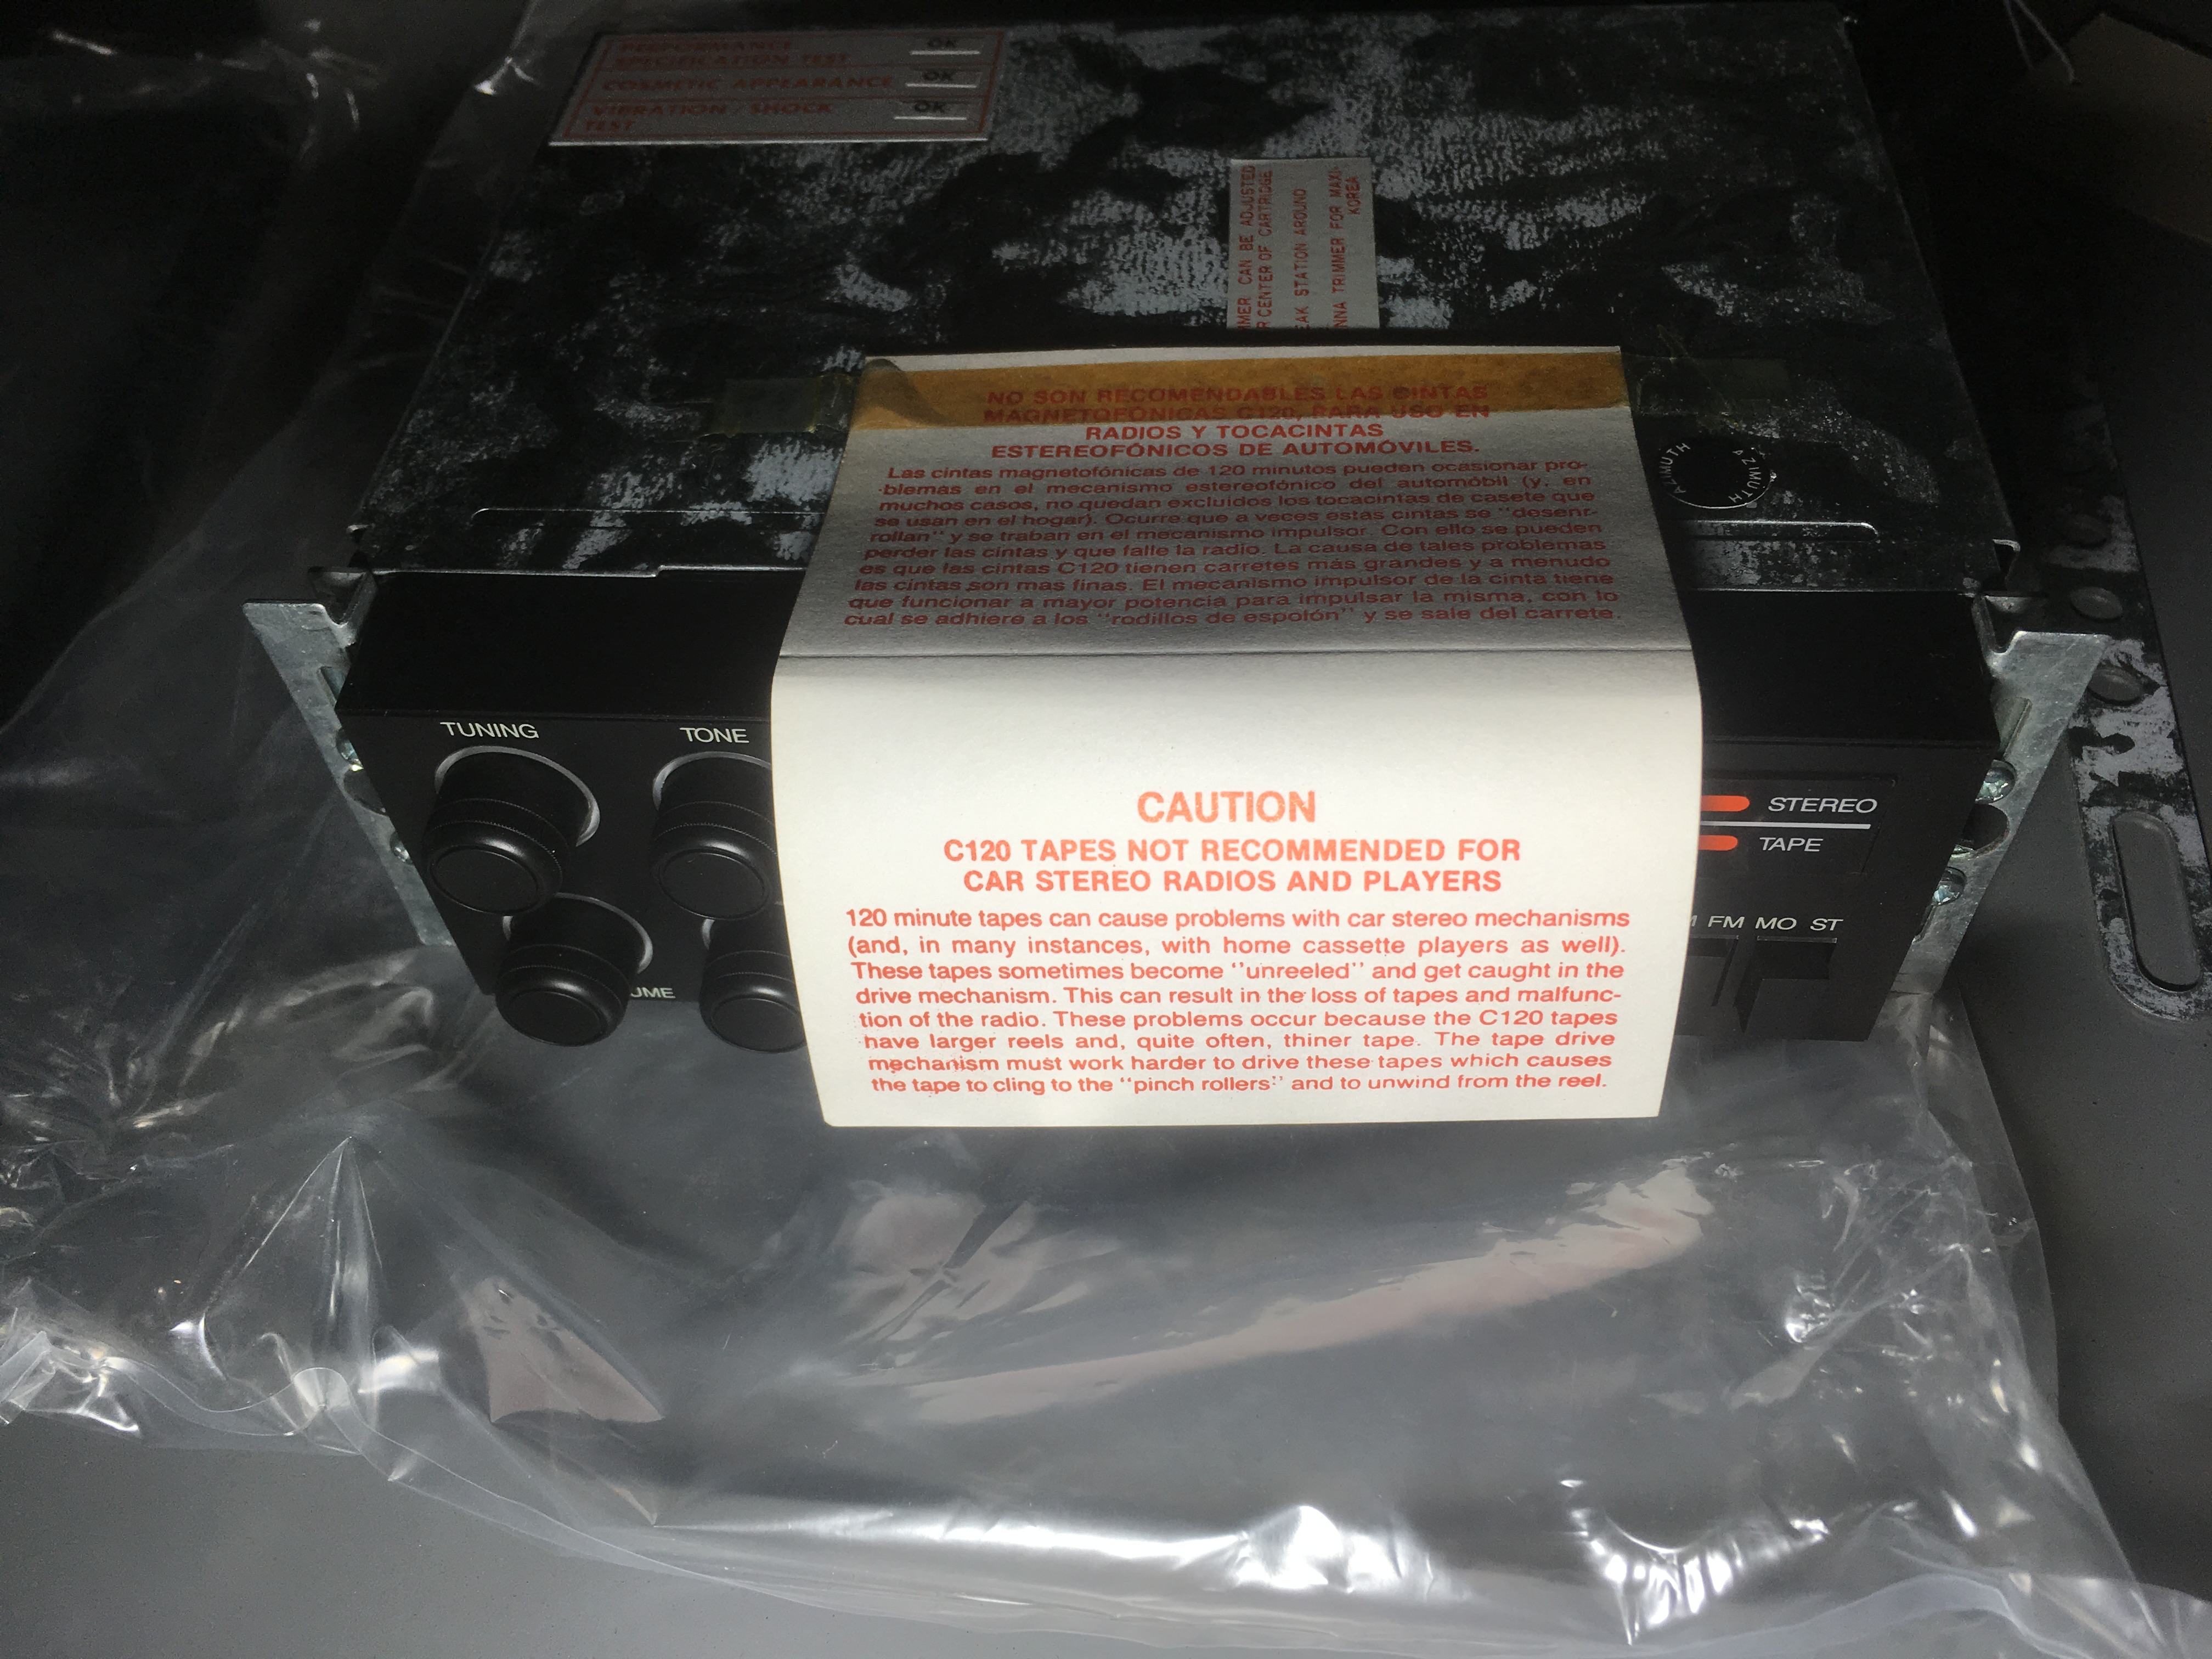 PERFORMANCE OK
SPECIFICATION TEST
COSMETIC APPEARANCE OK
VIBRATION / SHOCK OK
TEST
MER CAN BE ADJUSTED
R CENTER OF CARTRIDGE
EAK STATION AROUND
NNA TRIMMER FOR MAXI-
KOREA
NO SON RECOMENDABLES LAS CINTAS
MAGNETOFÓNICAS C120, PARA USO EN
RADIOS Y TOCACINTAS
ESTEREOFÓNICOS DE AUTOMÓVILES.
Las cintas magnetofónicas de 120 minutos pueden ocasionar pro-
blemas en el mecanismo estereofónico del automóbil (y, en
muchos casos, no quedan excluidos los tocacintas de casete que
se usan en el hogar). Ocurre que a veces estas cintas se "desenr-
rollan" y se traban en el mecanismo impulsor. Con ello se pueden
perder las cintas y que falle la radio. La causa de tales problemas
es que las cintas C120 tienen carretes más grandes y a menudo
las cintas son mas finas. El mecanismo impulsor de la cinta tiene
que funcionar a mayor potencia para impulsar la misma, con lo
cual se adhiere a los "rodillos de espolón" y se sale del carrete.
AZIMUTH
AZIMUTH
TUNING
TONE
UME
CAUTION
C120 TAPES NOT RECOMMENDED FOR
CAR STEREO RADIOS AND PLAYERS
120 minute tapes can cause problems with car stereo mechanisms
(and, in many instances, with home cassette players as well).
These tapes sometimes become "unreeled" and get caught in the
drive mechanism. This can result in the loss of tapes and malfunc-
tion of the radio. These problems occur because the C120 tapes
have larger reels and, quite often, thiner tape. The tape drive
mechanism must work harder to drive these tapes which causes
the tape to cling to the "pinch rollers" and to unwind from the reel.
STEREO
TAPE
FM MO ST